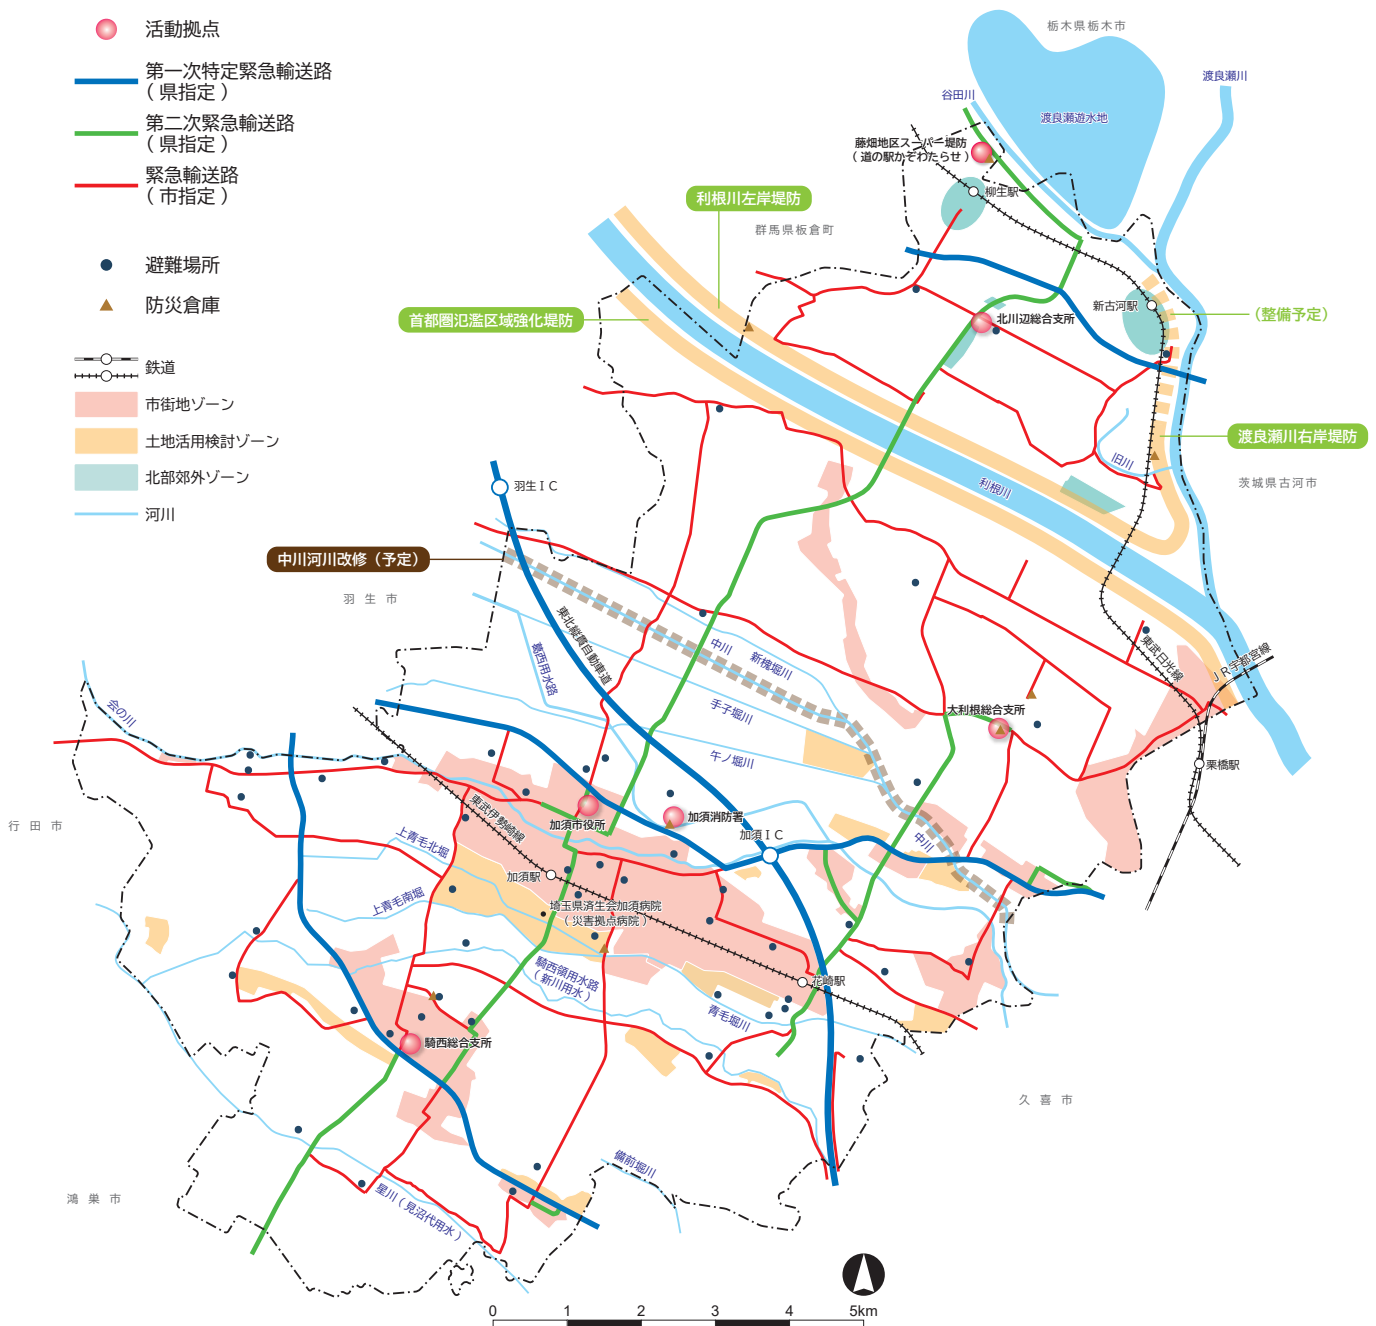 活動拠点
第一次特定緊急輸送路
（県指定）
第二次緊急輸送路
（県指定）
緊急輸送路
（市指定）
避難場所
防災倉庫
鉄道
市街地ゾーン
土地活用検討ゾーン
北部郊外ゾーン
河川
栃木県栃木市
渡良瀬川
谷田川
渡良瀬遊水地
藤畑地区スーパー堤防
（道の駅かぞわたらせ）
柳生駅
利根川左岸堤防
群馬県板倉町
首都圏氾濫区域強化堤防
北川辺総合支所
新古河駅
（整備予定）
渡良瀬川右岸堤防
旧川
茨城県古河市
利根川
羽生ＩＣ
中川河川改修（予定）
羽生市
東北縦貫自動車道
葛西用水路
中川
新槐堀川
手子堀川
午ノ堀川
東武日光線
ＪＲ宇都宮線
大利根総合支所
栗橋駅
会の川
行田市
東武伊勢崎線
加須市役所
加須消防署
加須ＩＣ
中川
上青毛北堀
加須駅
上青毛南堀
埼玉県済生会加須病院
（災害拠点病院）
騎西領用水路
（新川用水）
花崎駅
青毛堀川
騎西総合支所
久喜市
備前堀川
鴻巣市
星川（見沼代用水）
0 1 2 3 4 5km